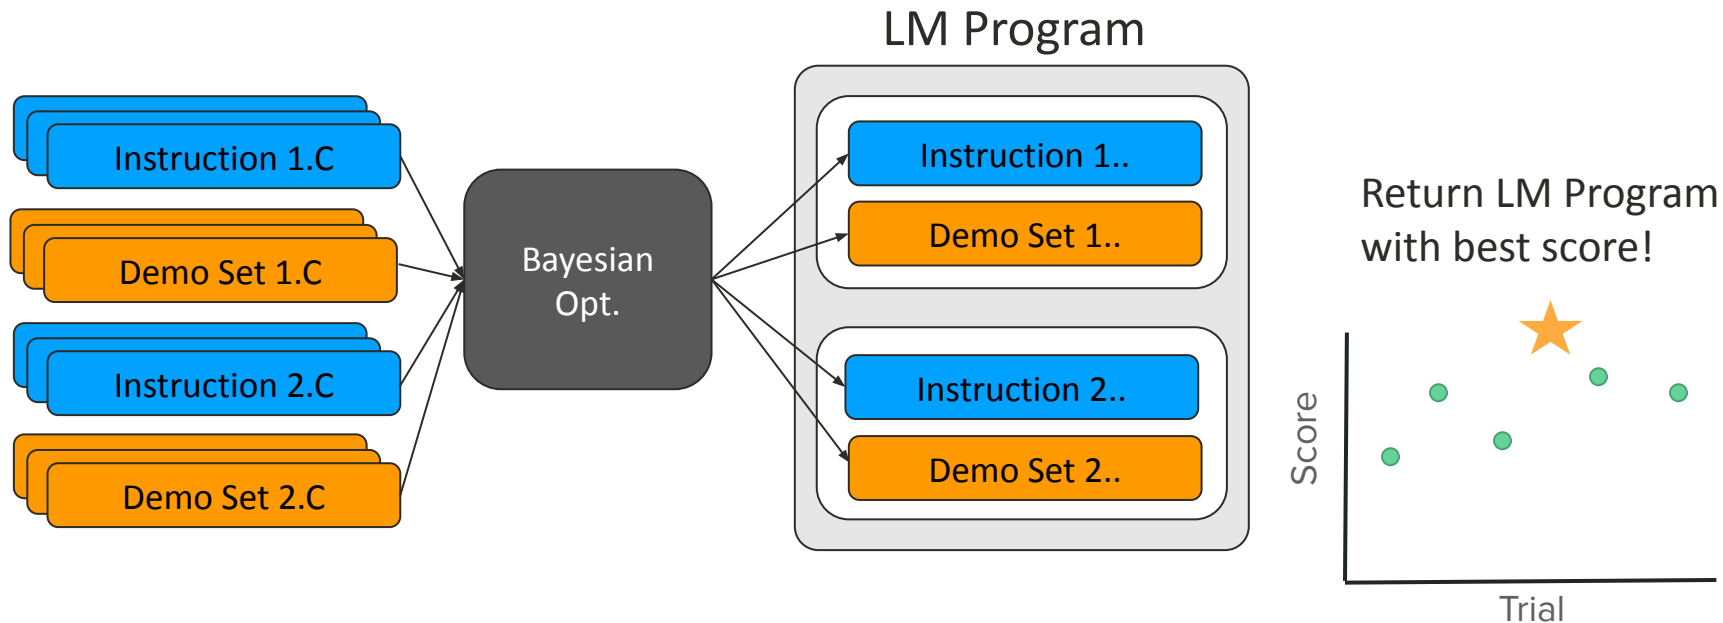 LM Program
Instruction 1.C
Demo Set 1.C
Instruction 2.C
Demo Set 2.C
Bayesian
Opt.
Instruction 1..
Demo Set 1..
Instruction 2..
Demo Set 2..
Return LM Program
with best score!
Score
Trial